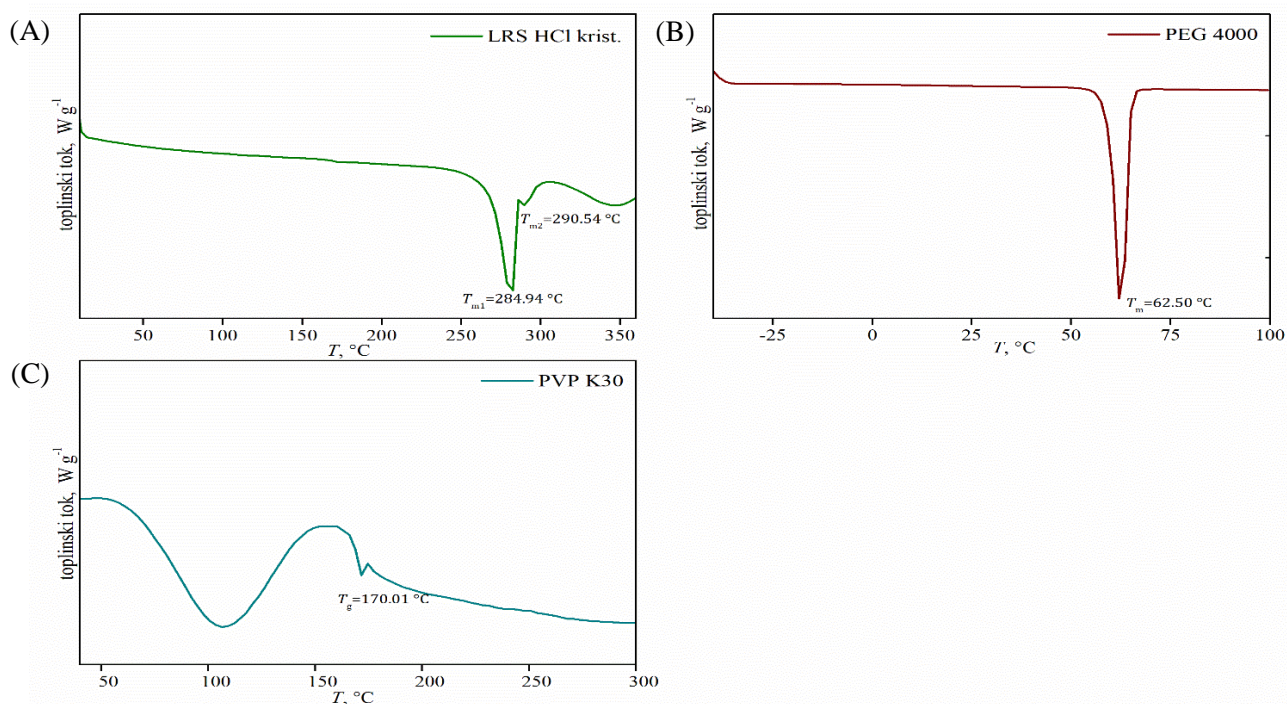 (A)
LRS HCl krist.
toplinski tok, W g⁻¹
Tm2=290.54 °C
Tm1=284.94 °C
50 100 150 200 250 300 350
T, °C
(B)
PEG 4000
toplinski tok, W g⁻¹
Tm=62.50 °C
-25 0 25 50 75 100
T, °C
(C)
PVP K30
toplinski tok, W g⁻¹
Tg=170.01 °C
50 100 150 200 250 300
T, °C